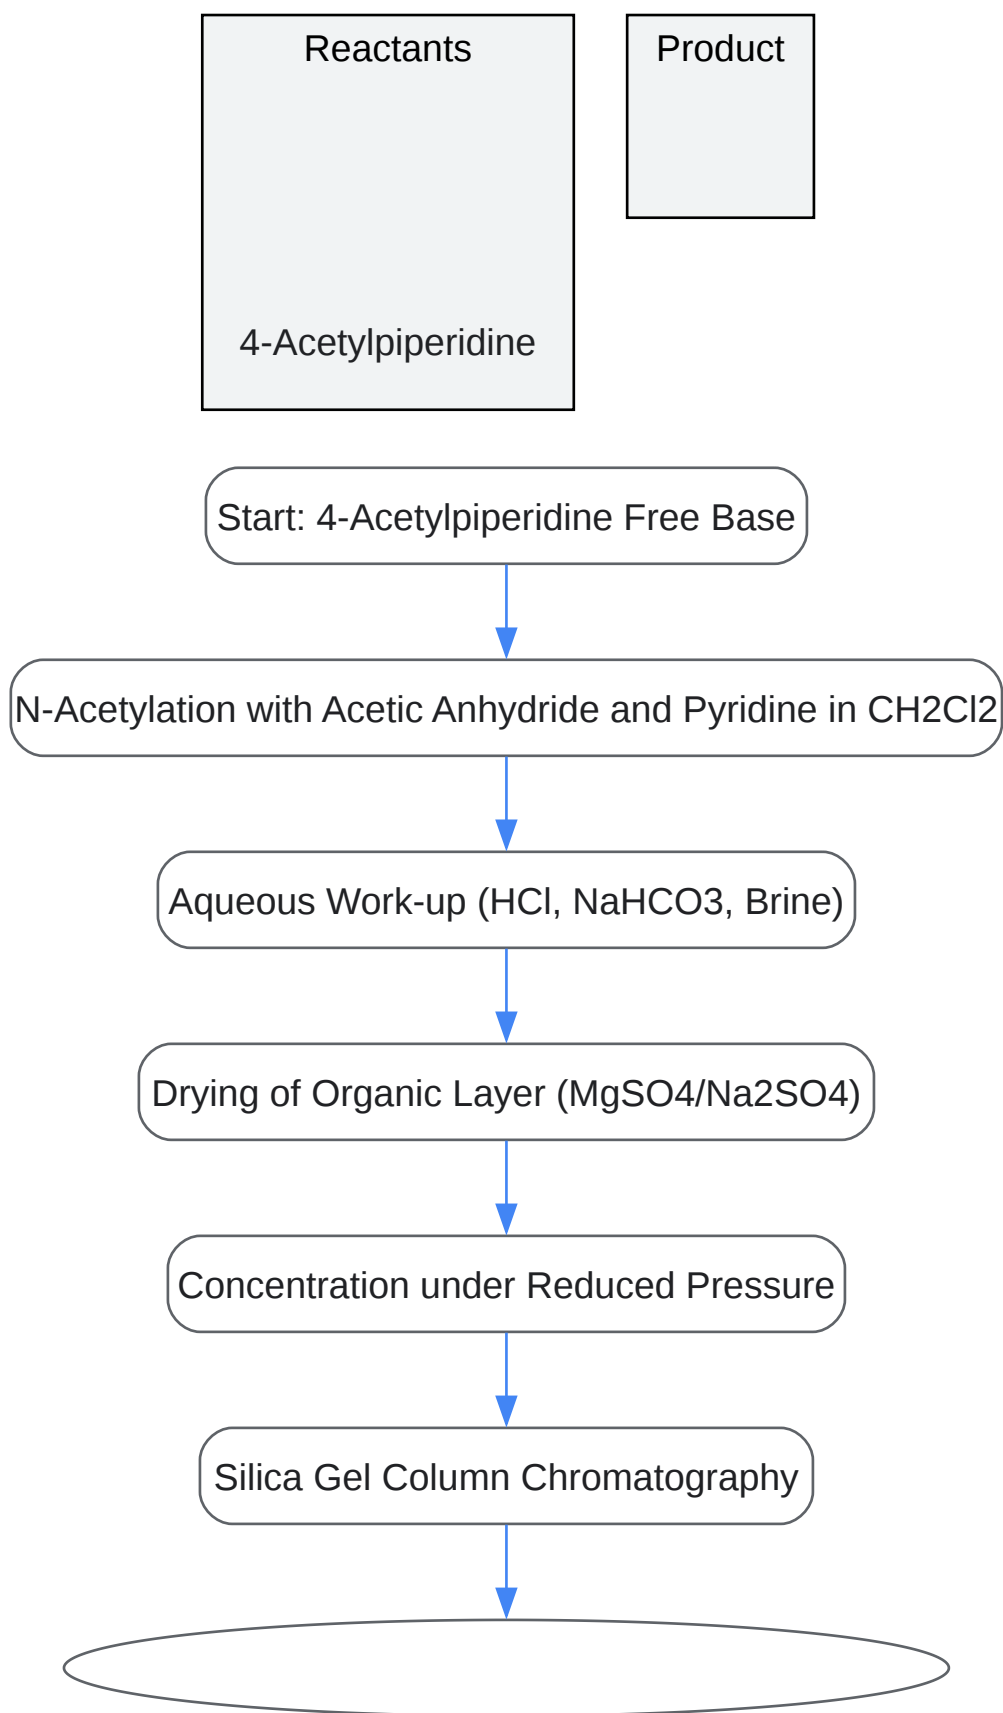 Reactants
Product
4-Acetylpiperidine
Start: 4-Acetylpiperidine Free Base
N-Acetylation with Acetic Anhydride and Pyridine in CH2Cl2
Aqueous Work-up (HCl, NaHCO3, Brine)
Drying of Organic Layer (MgSO4/Na2SO4)
Concentration under Reduced Pressure
Silica Gel Column Chromatography